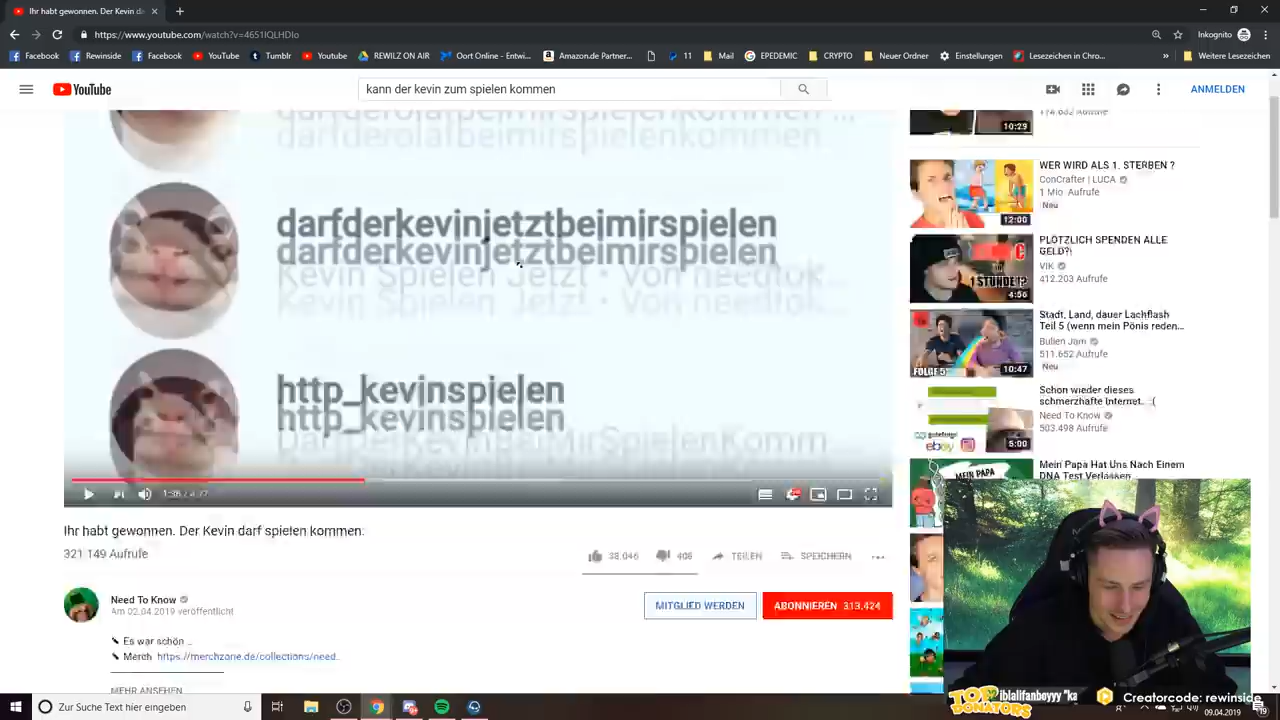 Ihr habt gewonnen. Der Kevin da
https://www.youtube.com/watch?v=4651IQLHDIo
Inkognito
Facebook
Rewinside
Facebook
YouTube
Tumblr
Youtube
REWILZ ON AIR
Oort Online - Entwi...
Amazon.de Partner...
11
Mail
EPEDEMIC
CRYPTO
Neuer Ordner
Einstellungen
Lesezeichen in Chro...
»
Weitere Lesezeichen
YouTube
kann der kevin zum spielen kommen
ANMELDEN
darfderkevinjetztbeimirspielen
darfderkevinjetztbeimirspielen
http_kevinspielen
http_kevinspielen
Ihr habt gewonnen. Der Kevin darf spielen kommen.
321.149 Aufrufe
38.046
406
TEILEN
SPEICHERN
Need To Know
Am 02.04.2019 veröffentlicht
MITGLIED WERDEN
ABONNIEREN 313.424
Es war schön ..
Merch: https://merchzone.de/collections/need..
MEHR ANSEHEN
10:23
WER WIRD ALS 1. STERBEN ?
ConCrafter | LUCA
1 Mio. Aufrufe
Neu
12:00
PLÖTZLICH SPENDEN ALLE
GELD?!
VIK
412.203 Aufrufe
1 STUNDE!?
4:56
Stadt, Land, dauer Lachflash
Teil 5 (wenn mein Pönis reden...
Bullen Jam
511.652 Aufrufe
Neu
FOLGE 5
10:47
Schon wieder dieses
schmerzhafte Internet.. :(
Need To Know
503.498 Aufrufe
ebay
5:00
Mein Papa Hat Uns Nach Einem
DNA Test Verlassen
MEIN PAPA
TOP
DONATORS
iblalifanboyyy "ka
Creatorcode: rewinside
Zur Suche Text hier eingeben
09.04.2019